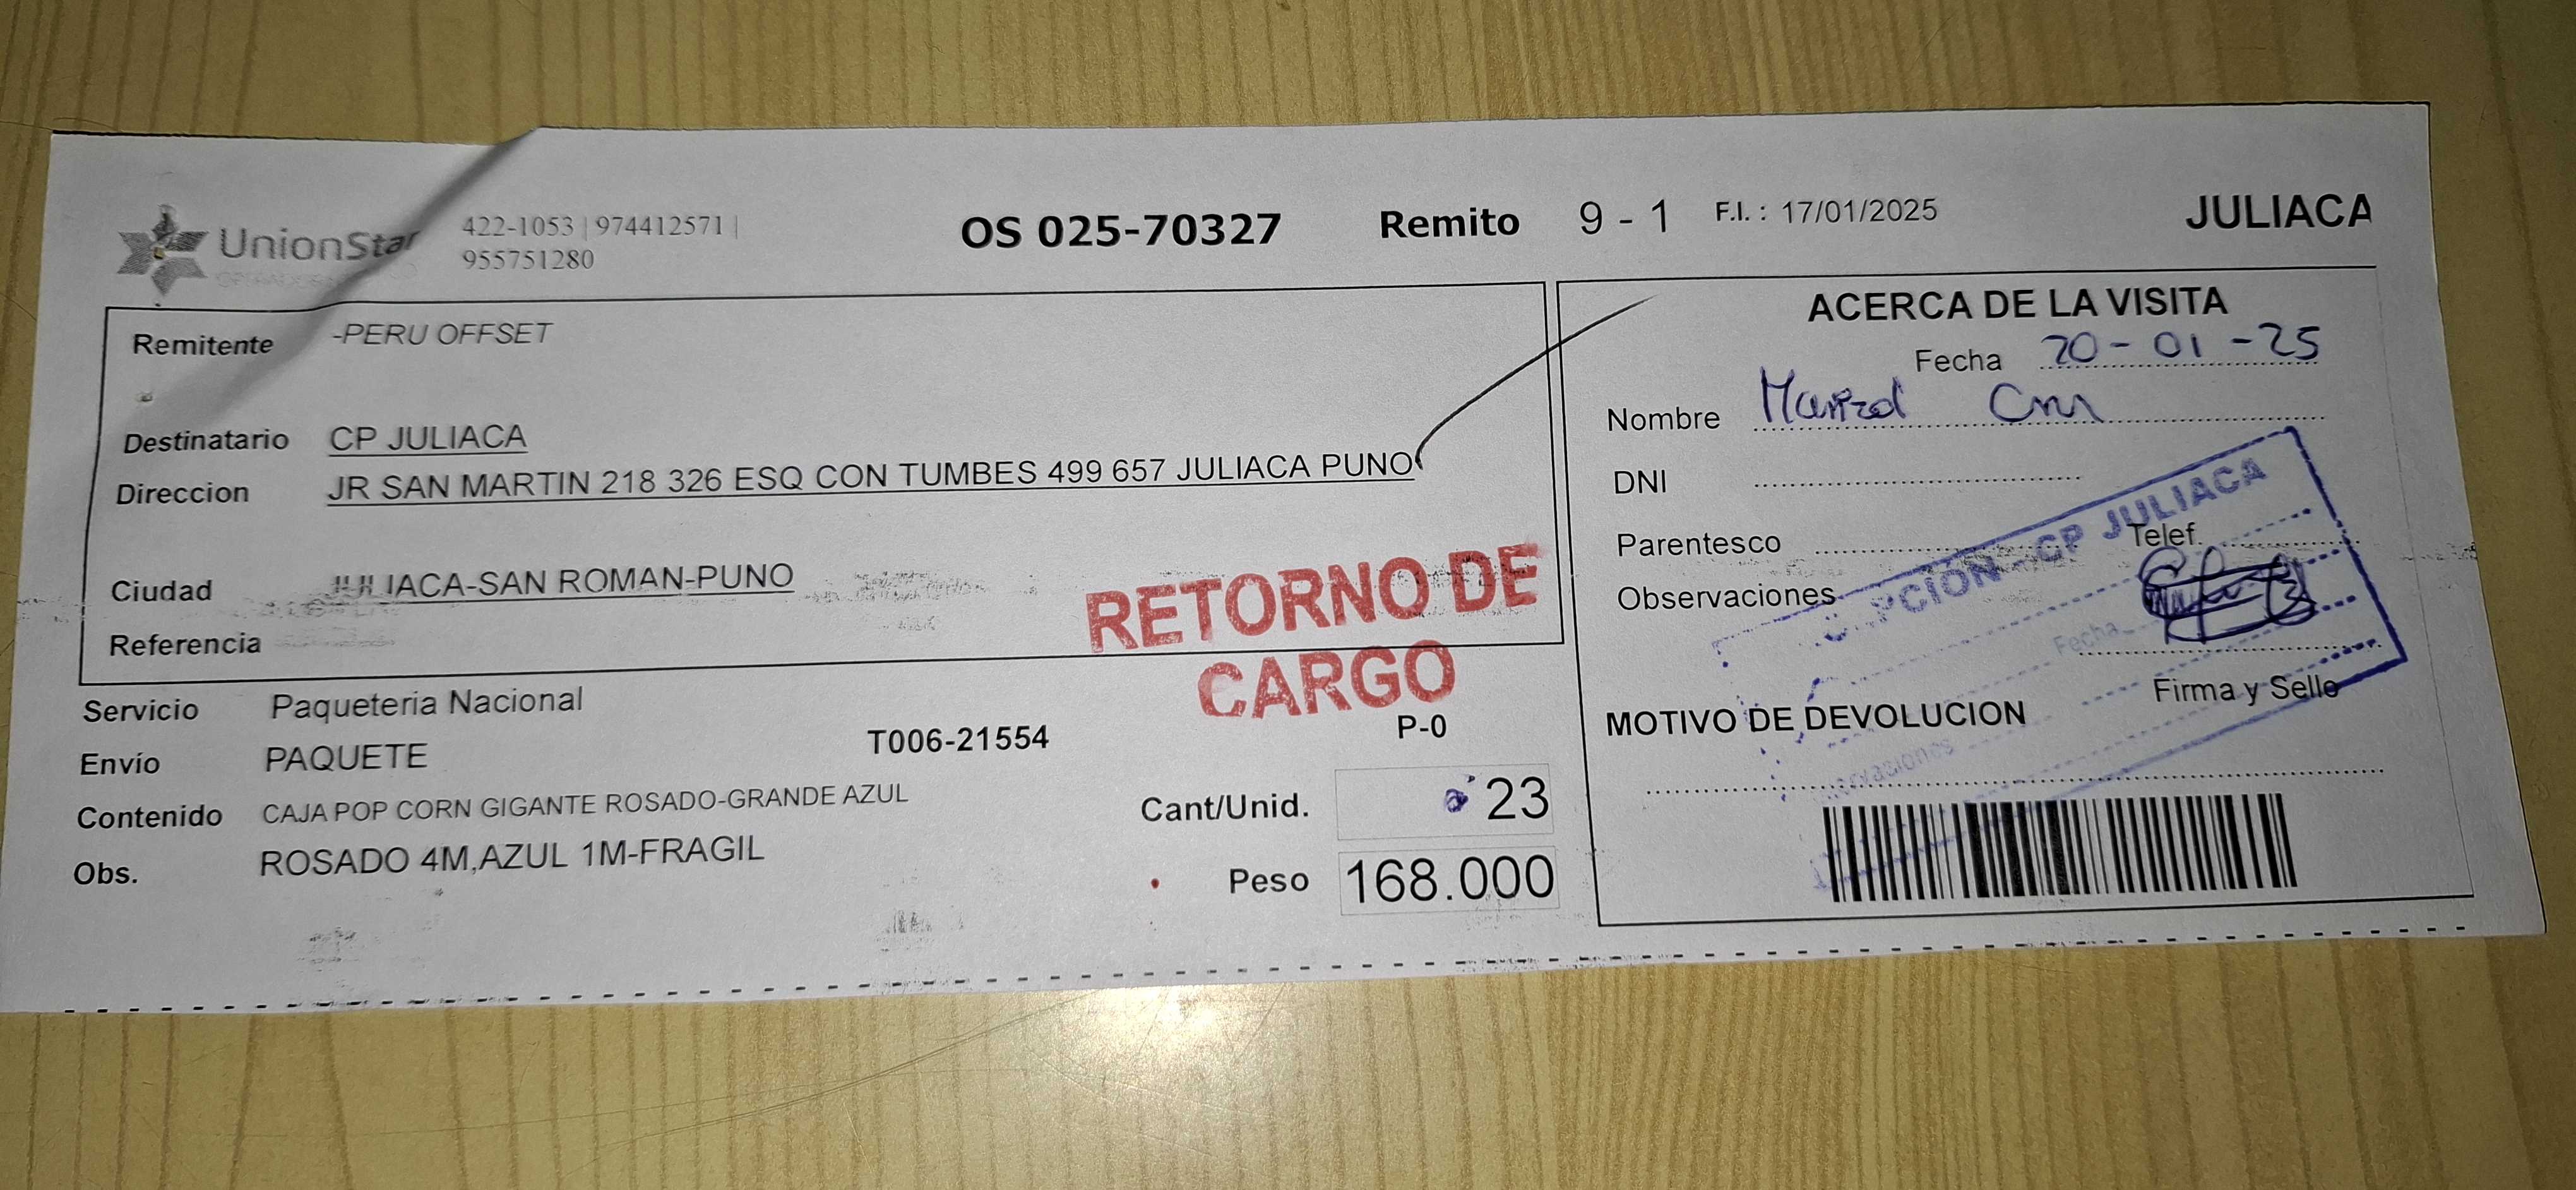 UnionStar
422-1053 | 974412571 |
955751280
OS 025-70327
Remito 9 - 1
F.I. : 17/01/2025
JULIACA
Remitente -PERU OFFSET
Destinatario CP JULIACA
Direccion JR SAN MARTIN 218 326 ESQ CON TUMBES 499 657 JULIACA PUNO
Ciudad JULIACA-SAN ROMAN-PUNO
Referencia
RETORNO DE
CARGO
Servicio Paqueteria Nacional
Envío PAQUETE
T006-21554
P-0
Contenido CAJA POP CORN GIGANTE ROSADO-GRANDE AZUL
Cant/Unid. 23
Obs. ROSADO 4M,AZUL 1M-FRAGIL
Peso 168.000
ACERCA DE LA VISITA
Fecha 20-01-25
Nombre
DNI
Parentesco
Telef.
Observaciones
CP JULIACA
Fecha
Firma y Sello
MOTIVO DE DEVOLUCION